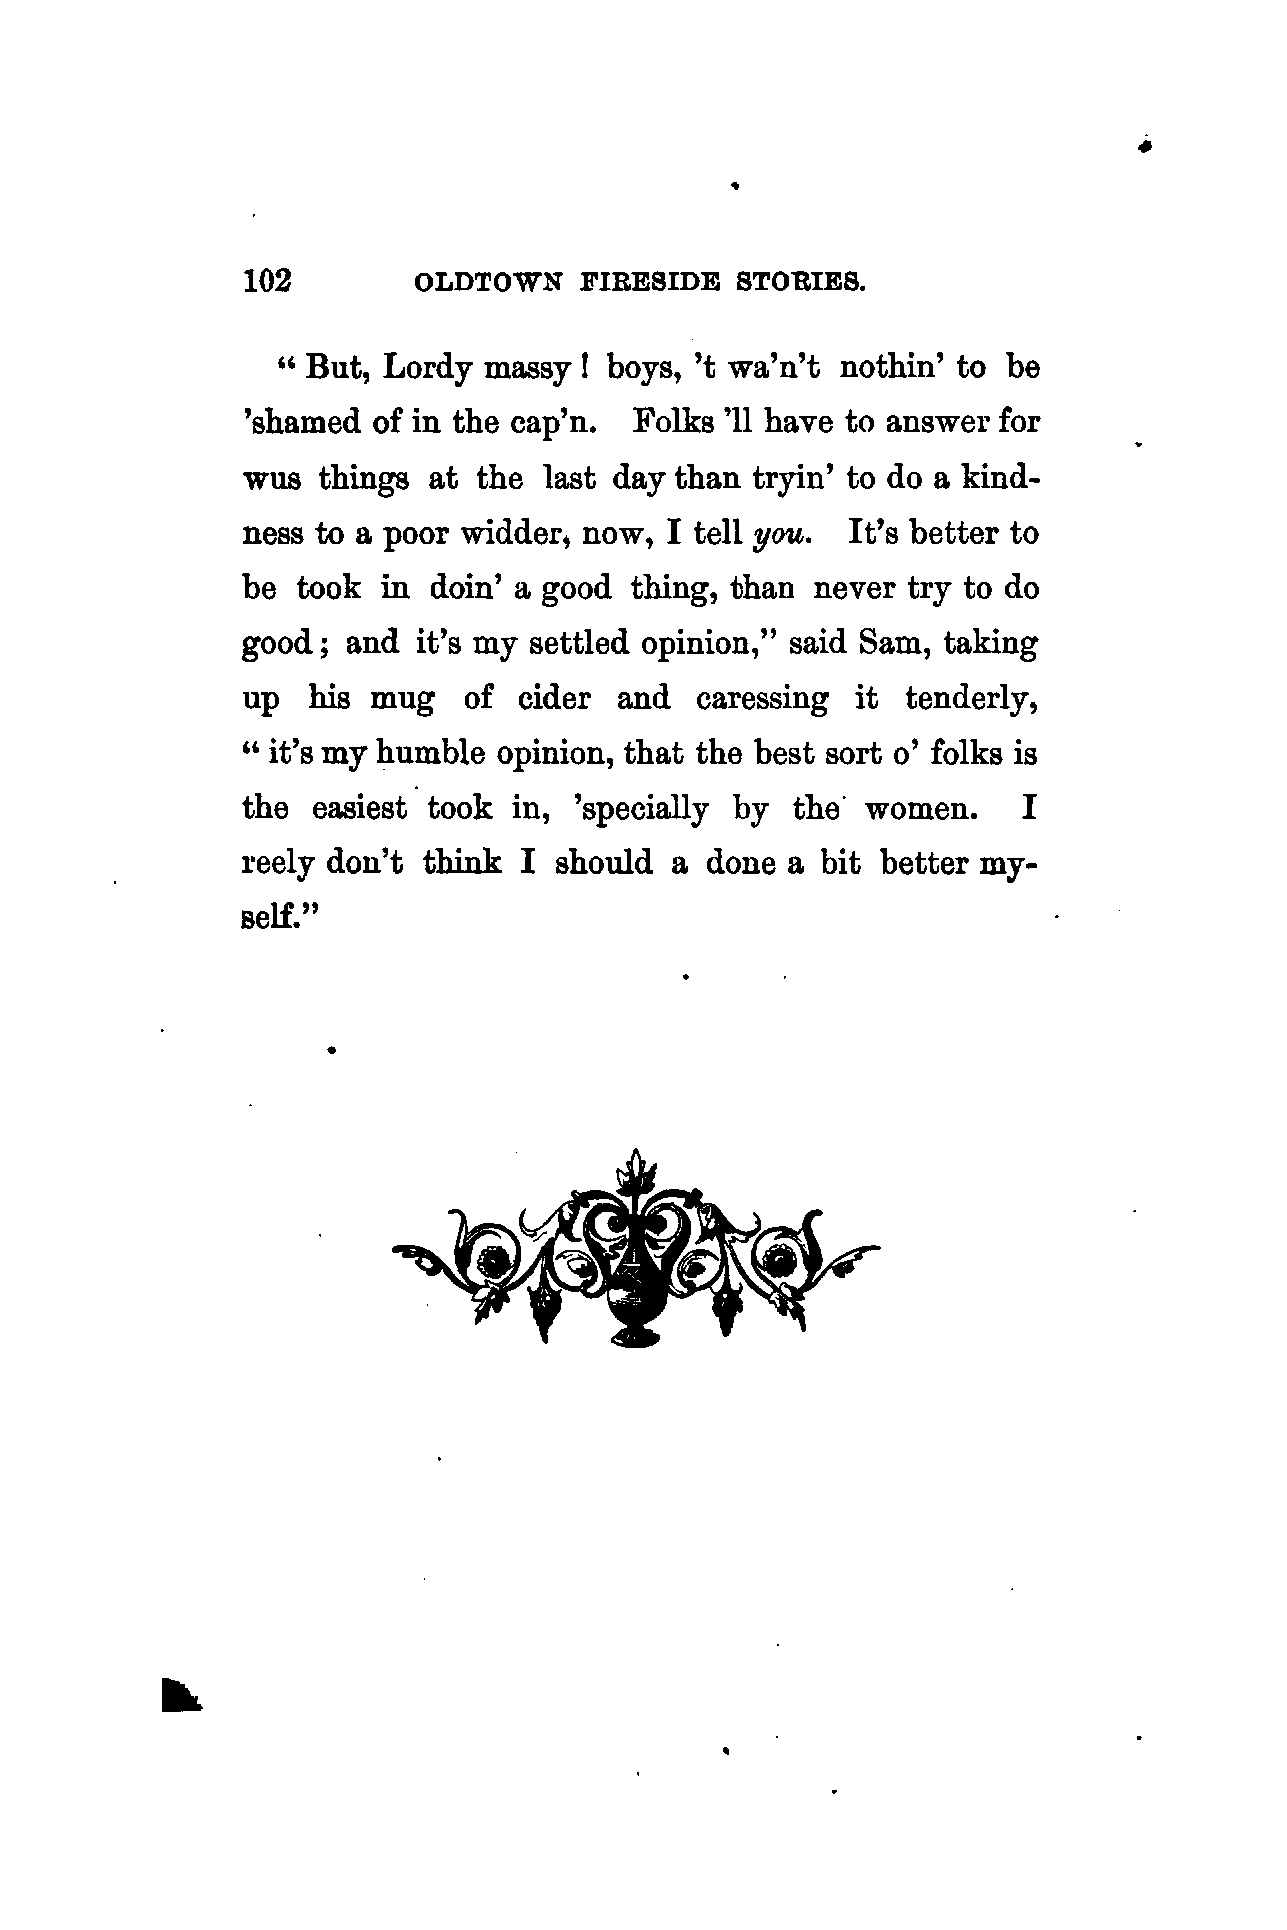 102 OLDTOWN FIRESIDE STORIES.
“ But, Lordy massy ! boys, ’t wa’n’t nothin’ to be
’shamed of in the cap’n. Folks ’ll have to answer for
wus things at the last day than tryin’ to do a kind-
ness to a poor widder, now, I tell you. It’s better to
be took in doin’ a good thing, than never try to do
good ; and it’s my settled opinion,” said Sam, taking
up his mug of cider and caressing it tenderly,
“ it’s my humble opinion, that the best sort o’ folks is
the easiest took in, ’specially by the women. I
reely don’t think I should a done a bit better my-
self.”